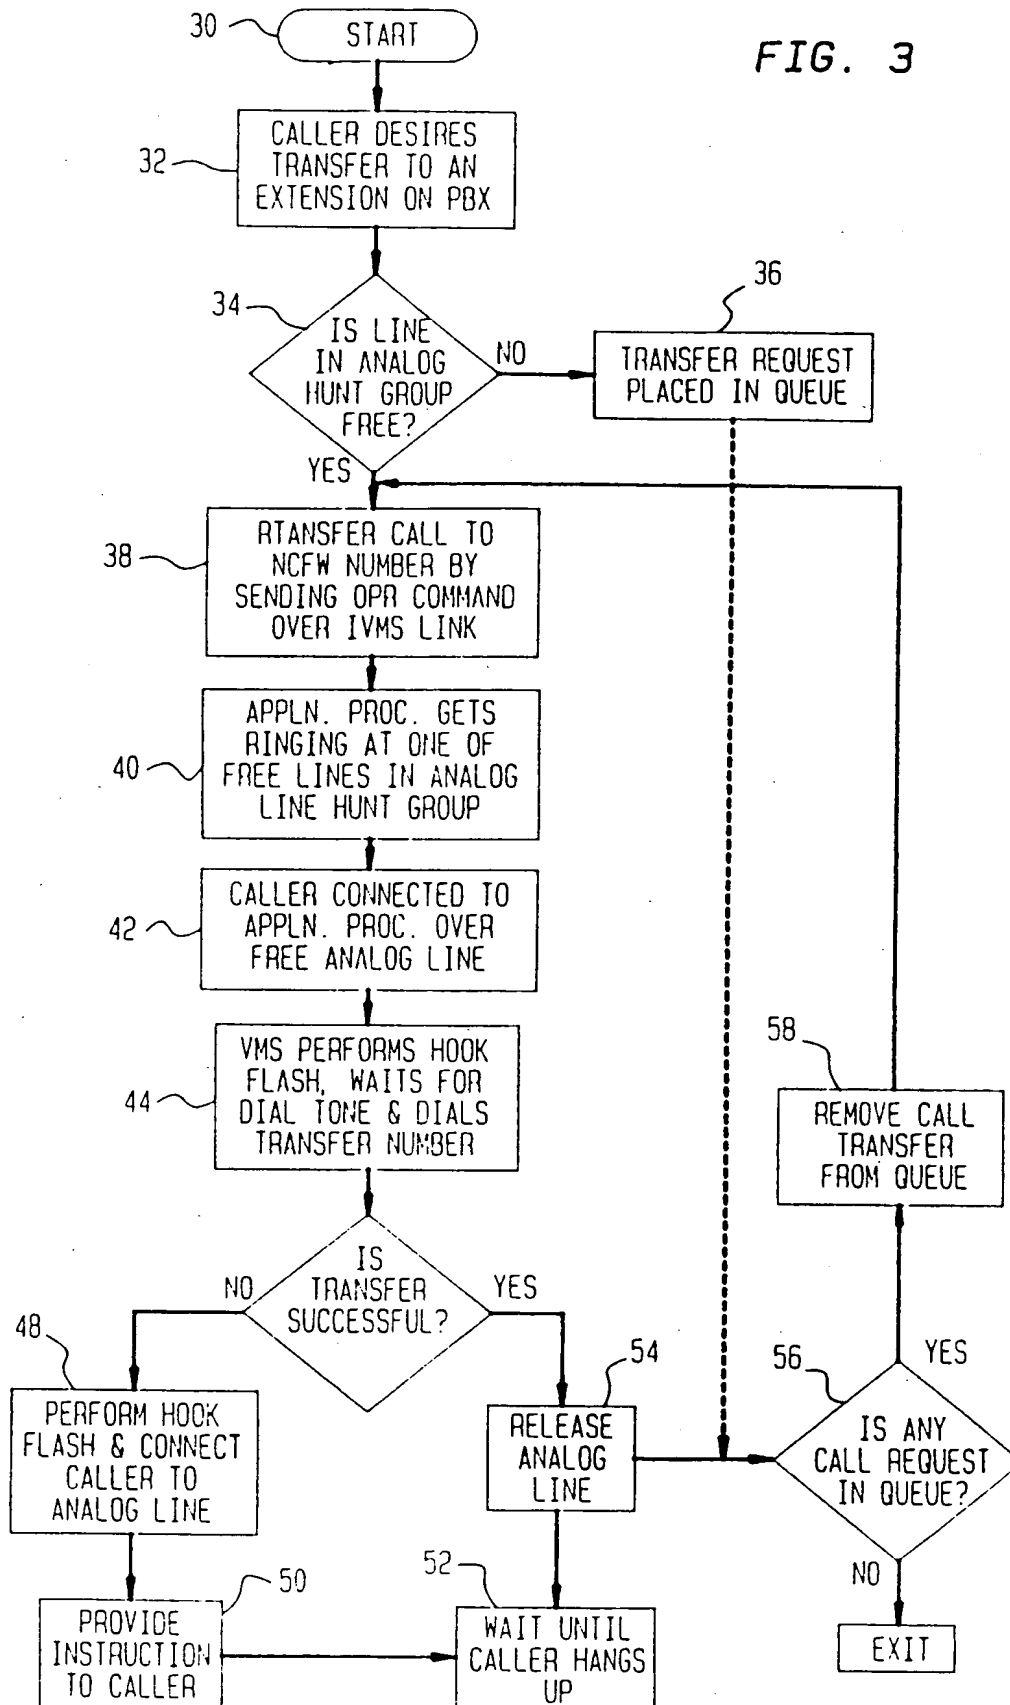 FIG. 3
30
START
32
CALLER DESIRES
TRANSFER TO AN
EXTENSION ON PBX
34
IS LINE
IN ANALOG
HUNT GROUP
FREE?
NO
YES
36
TRANSFER REQUEST
PLACED IN QUEUE
38
RTANSFER CALL TO
NCFW NUMBER BY
SENDING OPR COMMAND
OVER IVMS LINK
40
APPLN. PROC. GETS
RINGING AT ONE OF
FREE LINES IN ANALOG
LINE HUNT GROUP
42
CALLER CONNECTED TO
APPLN. PROC. OVER
FREE ANALOG LINE
44
VMS PERFORMS HOOK
FLASH, WAITS FOR
DIAL TONE & DIALS
TRANSFER NUMBER
58
REMOVE CALL
TRANSFER
FROM QUEUE
IS
TRANSFER
SUCCESSFUL?
NO
YES
48
PERFORM HOOK
FLASH & CONNECT
CALLER TO
ANALOG LINE
54
RELEASE
ANALOG
LINE
56
IS ANY
CALL REQUEST
IN QUEUE?
YES
NO
50
PROVIDE
INSTRUCTION
TO CALLER
52
WAIT UNTIL
CALLER HANGS
UP
EXIT